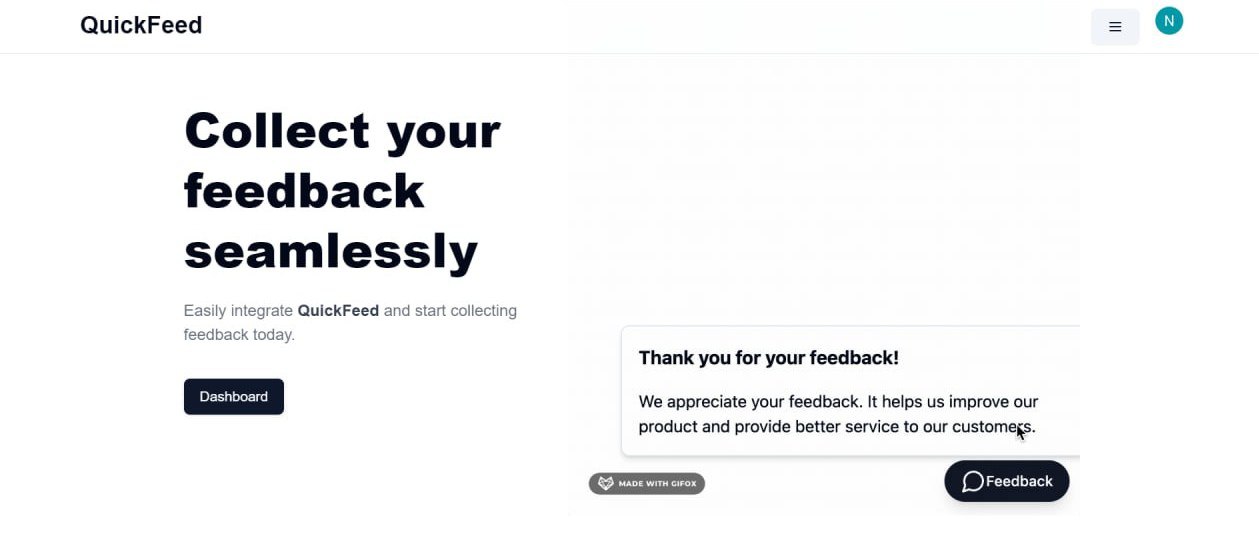 QuickFeed
N
Collect your
feedback
seamlessly
Easily integrate QuickFeed and start collecting
feedback today.
Dashboard
Thank you for your feedback!
We appreciate your feedback. It helps us improve our
product and provide better service to our customers.
MADE WITH GIFOX
Feedback